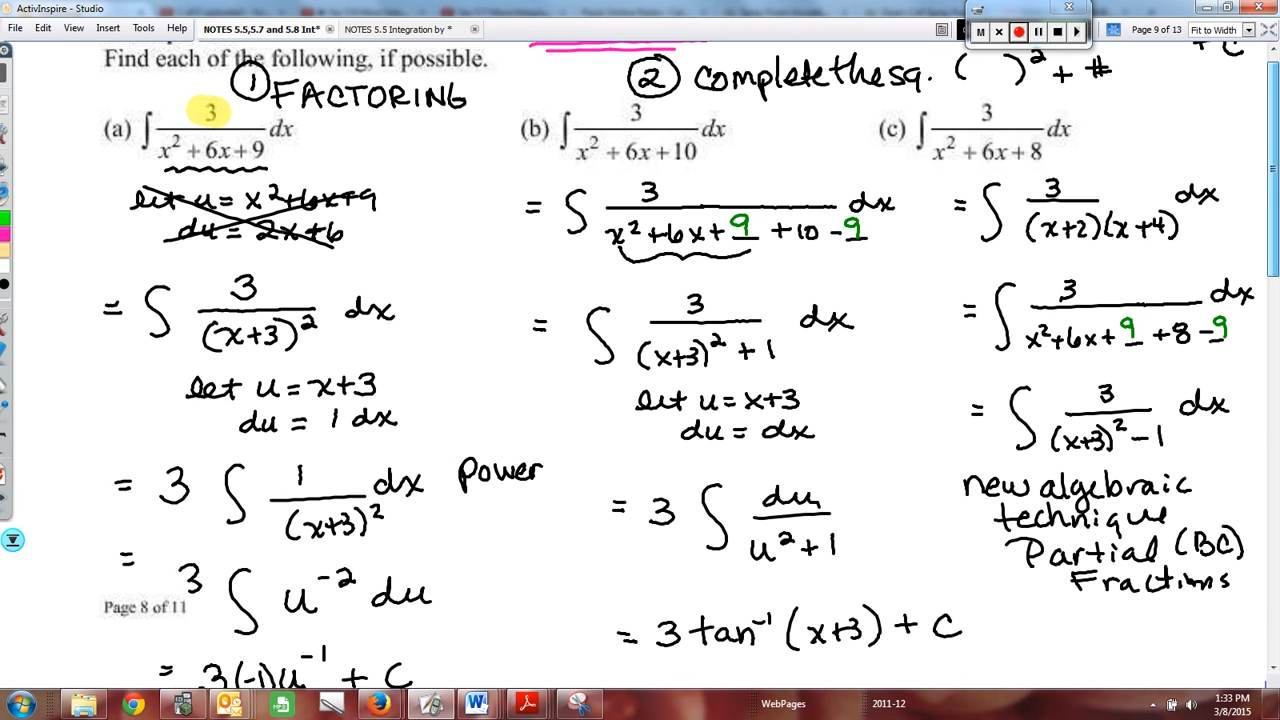 ActivInspire - Studio
File Edit View Insert Tools Help
NOTES 5.5,5.7 and 5.8 Int* NOTES 5.5 Integration by *
M
Page 9 of 13
Fit to Width
Find each of the following, if possible.
+ C
① FACTORING
② complete the sq. ( )² + #
(a) ∫ 3/(x² + 6x + 9) dx
let u = x²+6x+9
du = 2x+6
= ∫ 3/(x+3)² dx
let u = x+3
du = 1 dx
= 3 ∫ 1/(x+3)² dx Power
= 3 ∫ u⁻² du
= 3(-1)u⁻¹ + C
(b) ∫ 3/(x² + 6x + 10) dx
= ∫ 3/(x²+6x+9 +10-9) dx
= ∫ 3/((x+3)² + 1) dx
let u = x+3
du = dx
= 3 ∫ du/(u² + 1)
= 3 tan⁻¹ (x+3) + C
(c) ∫ 3/(x² + 6x + 8) dx
= ∫ 3/((x+2)(x+4)) dx
= ∫ 3/(x²+6x+9 +8-9) dx
= ∫ 3/((x+3)² - 1) dx
new algebraic
technique
Partial (BC)
Fractions
Page 8 of 11
WebPages
2011-12
1:33 PM
3/8/2015